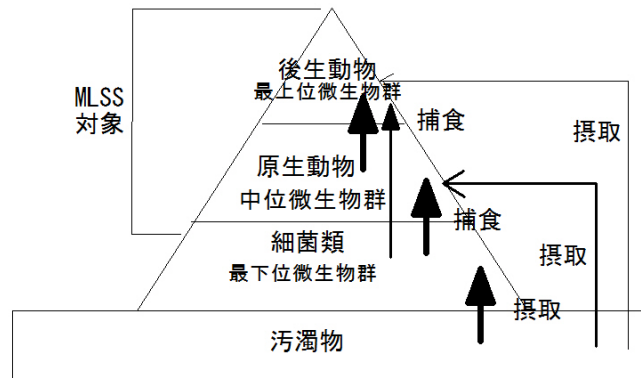 後生動物
最上位微生物群
MLSS
対象
捕食
摂取
原生動物
中位微生物群
捕食
細菌類
最下位微生物群
摂取
摂取
汚濁物